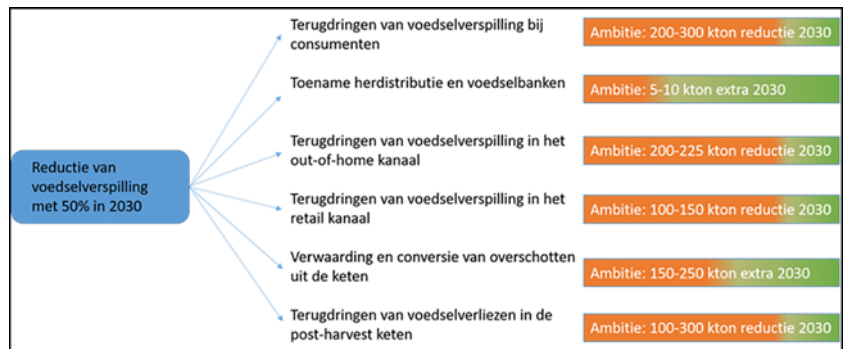 Terugdringen van voedselverspilling bij
consumenten
Ambitie: 200-300 kton reductie 2030
Toename herdistributie en voedselbanken
Ambitie: 5-10 kton extra 2030
Terugdringen van voedselverspilling in het
out-of-home kanaal
Ambitie: 200-225 kton reductie 2030
Reductie van
voedselverspilling
met 50% in 2030
Terugdringen van voedselverspilling in het
retail kanaal
Ambitie: 100-150 kton reductie 2030
Verwaarding en conversie van overschotten
uit de keten
Ambitie: 150-250 kton extra 2030
Terugdringen van voedselverliezen in de
post-harvest keten
Ambitie: 100-300 kton reductie 2030